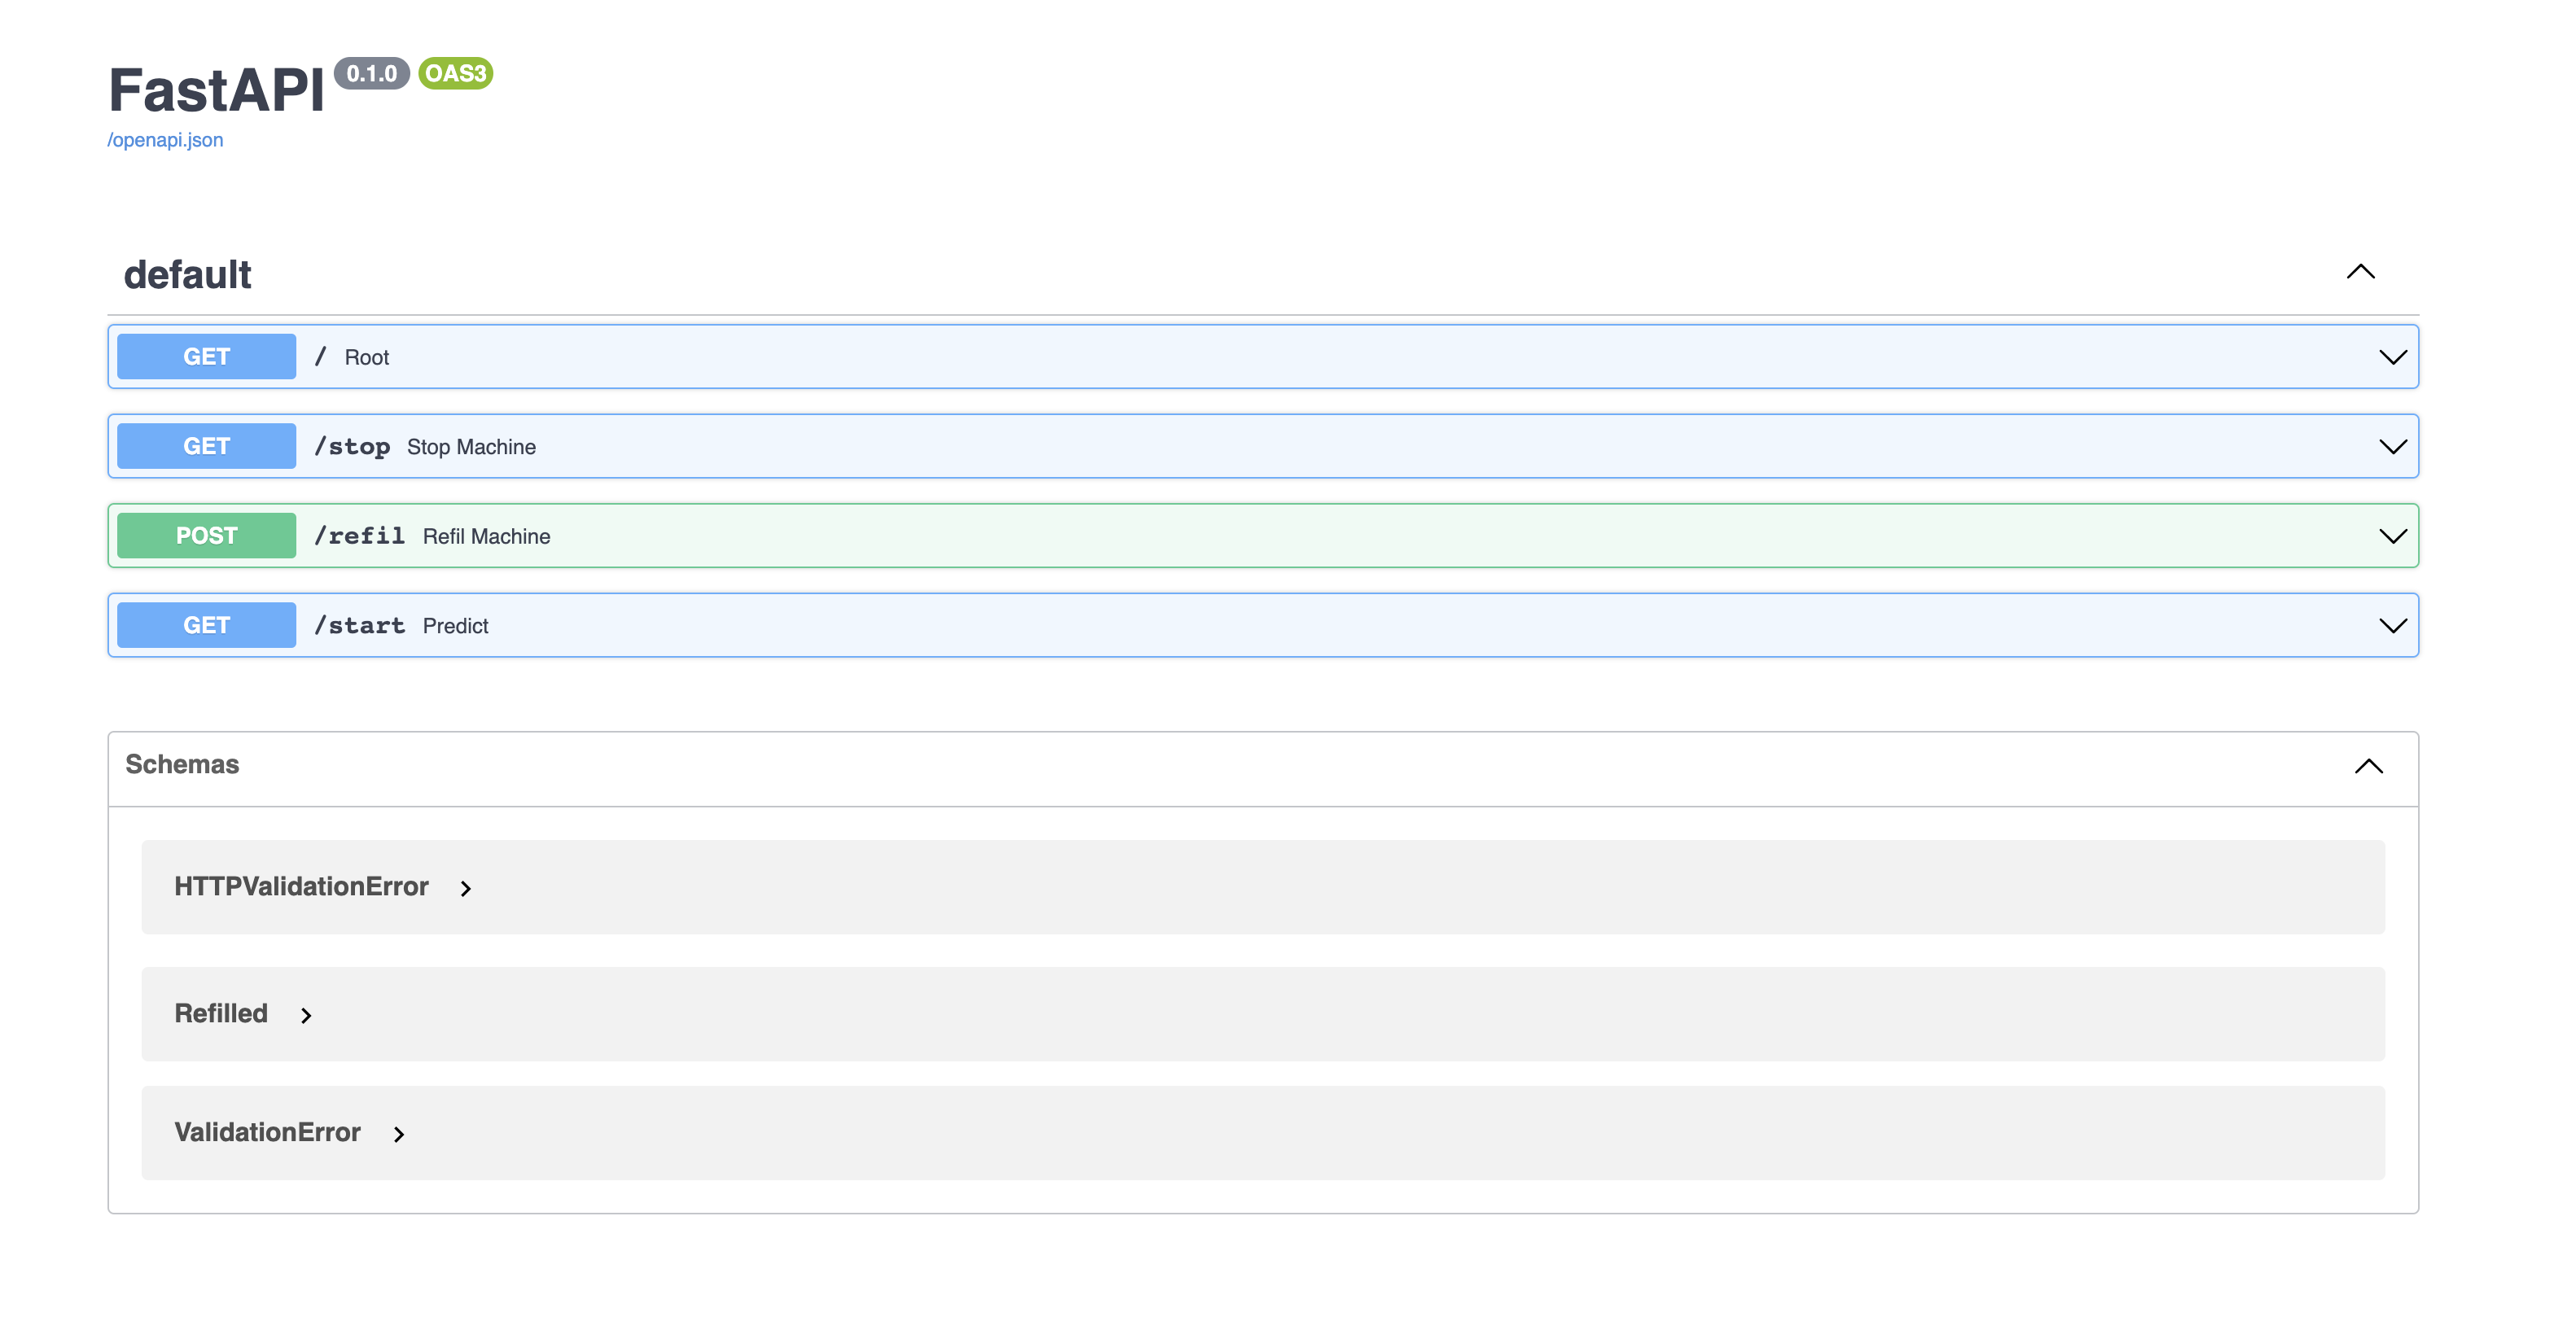 FastAPI 0.1.0 OAS3
/openapi.json
default
GET / Root
GET /stop Stop Machine
POST /refil Refil Machine
GET /start Predict
Schemas
HTTPValidationError
Refilled
ValidationError